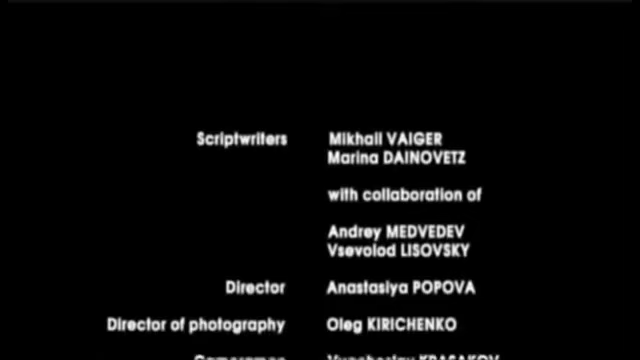 Scriptwriters Mikhail VAIGER
Marina DAINOVETZ
with collaboration of
Andrey MEDVEDEV
Vsevolod LISOVSKY
Director Anastasiya POPOVA
Director of photography Oleg KIRICHENKO